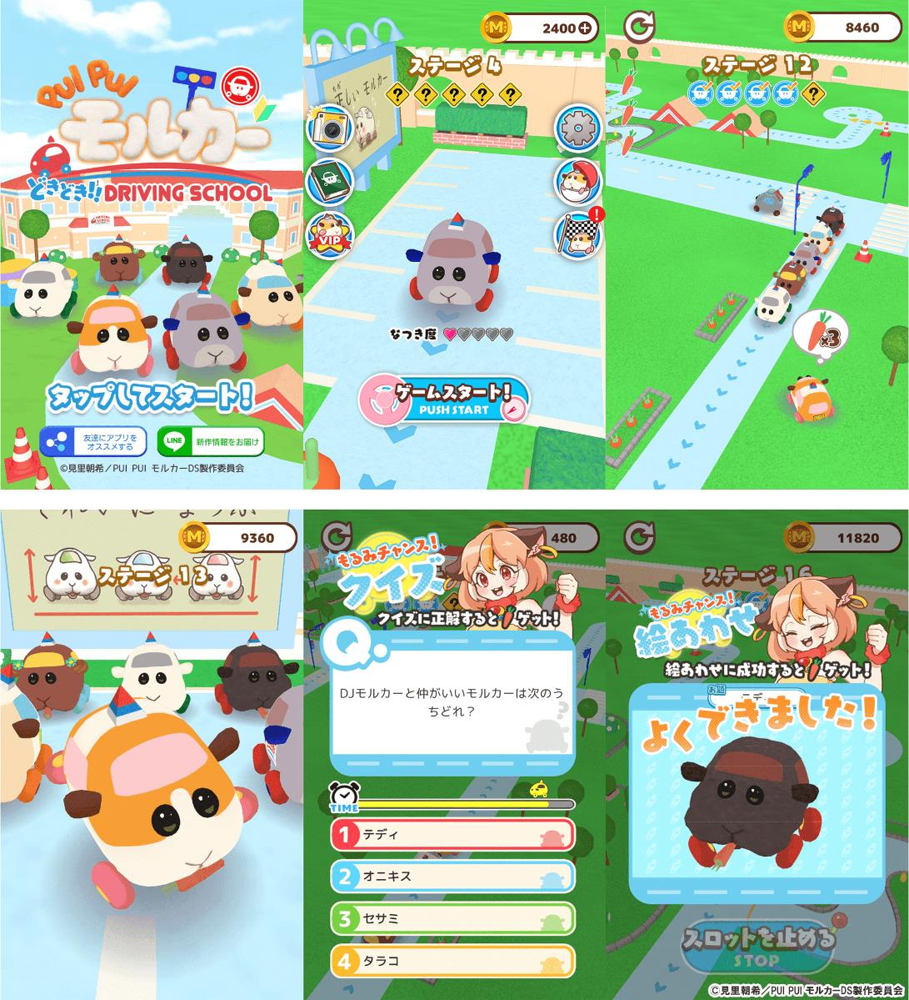 PUI PUI
モルカー
どきどき!! DRIVING SCHOOL
DRIVING SCHOOL
タップしてスタート!
友達にアプリを
オススメする
LINE
新作情報をお届け
©見里朝希/PUI PUI モルカーDS製作委員会
M 2400+
ステージ 4
? ? ? ? ?
正しい モルカー
VIP
!
なつき度
ゲームスタート!
PUSH START
M 8460
ステージ 12
?
×3
M 9360
ステージ 13
480
もるみチャンス!
クイズ
クイズに正解するとゲット!
Q.
DJモルカーと仲がいいモルカーは次のう
ちどれ?
TIME
1 テディ
2 オニキス
3 セサミ
4 タラコ
M 11820
ステージ 16
もるみチャンス!
絵あわせ
絵あわせに成功するとゲット!
お題
よくできました!
スロットを止める
STOP
©見里朝希/PUI PUI モルカーDS製作委員会